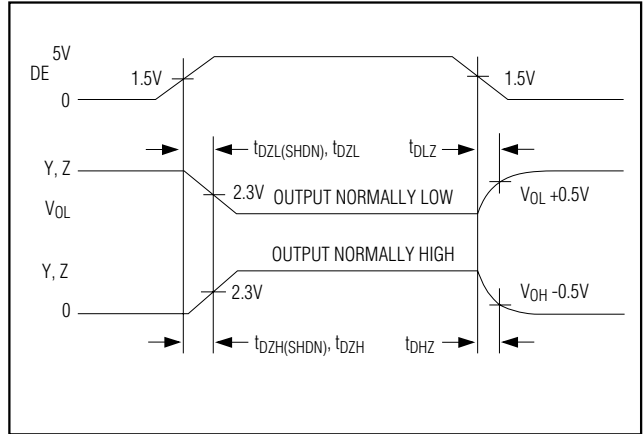 5V
DE
1.5V
1.5V
0
tDZL(SHDN), tDZL
tDLZ
Y, Z
2.3V
OUTPUT NORMALLY LOW
VOL +0.5V
VOL
OUTPUT NORMALLY HIGH
Y, Z
2.3V
VOH -0.5V
0
tDZH(SHDN), tDZH
tDHZ